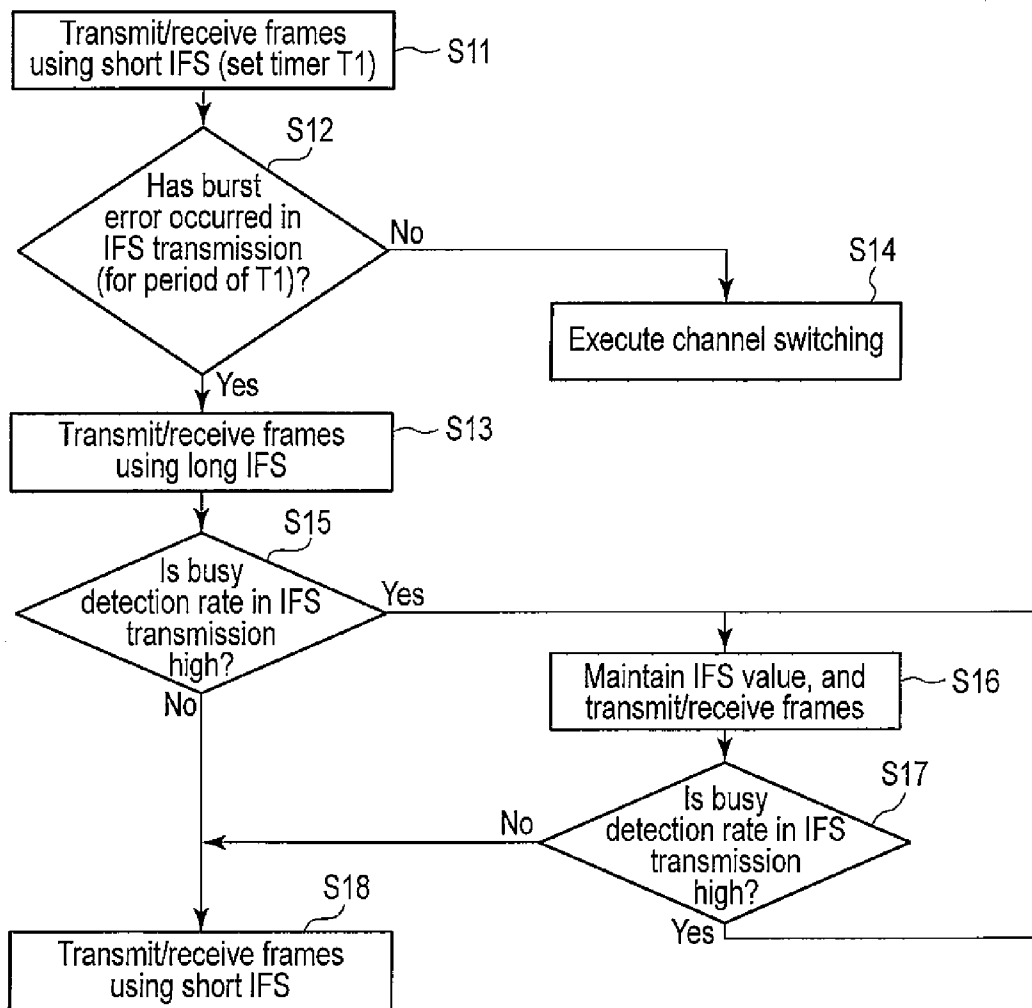 Transmit/receive frames
using short IFS (set timer T1)
S11
S12
Has burst
error occurred in
IFS transmission
(for period of T1)?
No
S14
Execute channel switching
Yes
Transmit/receive frames
using long IFS
S13
S15
Is busy
detection rate in IFS
transmission
high?
Yes
No
Maintain IFS value, and
transmit/receive frames
S16
S17
Is busy
detection rate in IFS
transmission
high?
No
Yes
S18
Transmit/receive frames
using short IFS